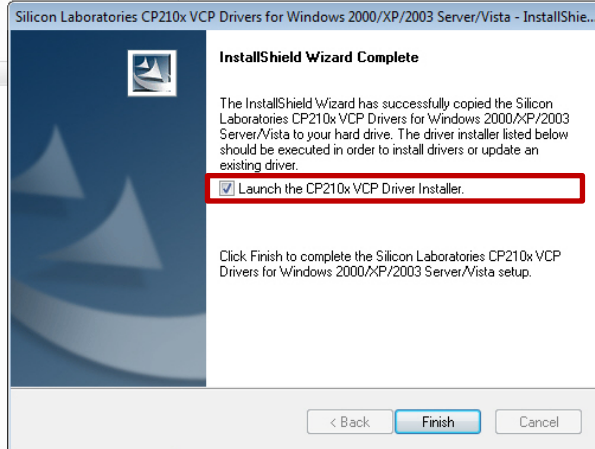 Silicon Laboratories CP210x VCP Drivers for Windows 2000/XP/2003 Server/Vista - InstallShie...
InstallShield Wizard Complete
The InstallShield Wizard has successfully copied the Silicon
Laboratories CP210x VCP Drivers for Windows 2000/XP/2003
Server/Vista to your hard drive. The driver installer listed below
should be executed in order to install drivers or update an
existing driver.
Launch the CP210x VCP Driver Installer.
Click Finish to complete the Silicon Laboratories CP210x VCP
Drivers for Windows 2000/XP/2003 Server/Vista setup.
< Back Finish Cancel